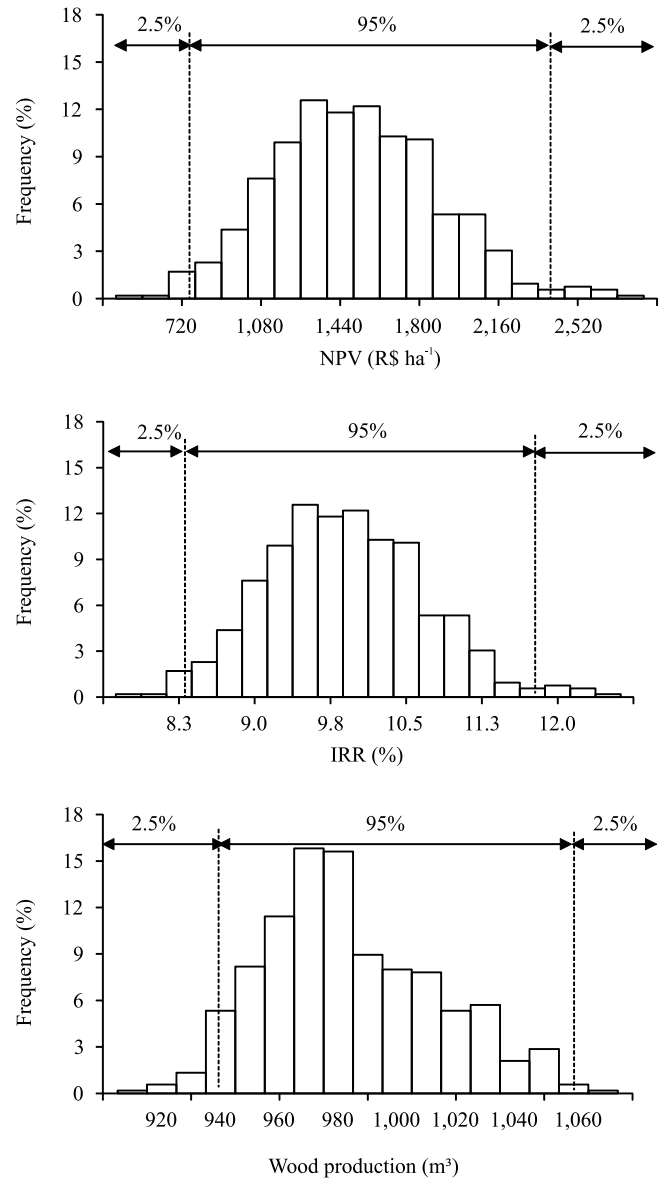 18
2.5% 95% 2.5%
15
12
9
6
3
0
Frequency (%)
720 1,080 1,440 1,800 2,160 2,520
NPV (R$ ha⁻¹)
18
2.5% 95% 2.5%
15
12
9
6
3
0
Frequency (%)
8.3 9.0 9.8 10.5 11.3 12.0
IRR (%)
18
2.5% 95% 2.5%
15
12
9
6
3
0
Frequency (%)
920 940 960 980 1,000 1,020 1,040 1,060
Wood production (m³)